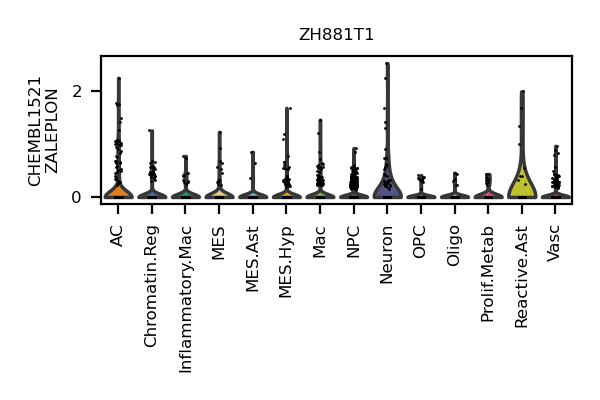 ZH881T1
CHEMBL1521
ZALEPLON
2
0
AC
Chromatin.Reg
Inflammatory.Mac
MES
MES.Ast
MES.Hyp
Mac
NPC
Neuron
OPC
Oligo
Prolif.Metab
Reactive.Ast
Vasc